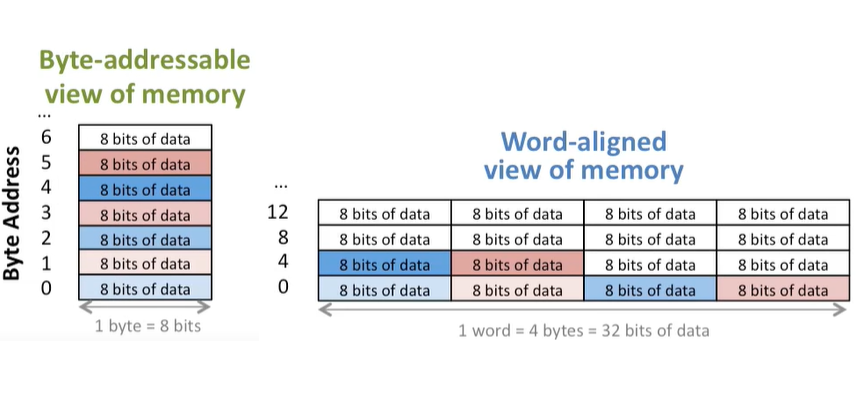 Byte-addressable
view of memory
Byte Address
...
6 8 bits of data
5 8 bits of data
4 8 bits of data
3 8 bits of data
2 8 bits of data
1 8 bits of data
0 8 bits of data
1 byte = 8 bits
Word-aligned
view of memory
...
12 8 bits of data 8 bits of data 8 bits of data 8 bits of data
8 8 bits of data 8 bits of data 8 bits of data 8 bits of data
4 8 bits of data 8 bits of data 8 bits of data 8 bits of data
0 8 bits of data 8 bits of data 8 bits of data 8 bits of data
1 word = 4 bytes = 32 bits of data